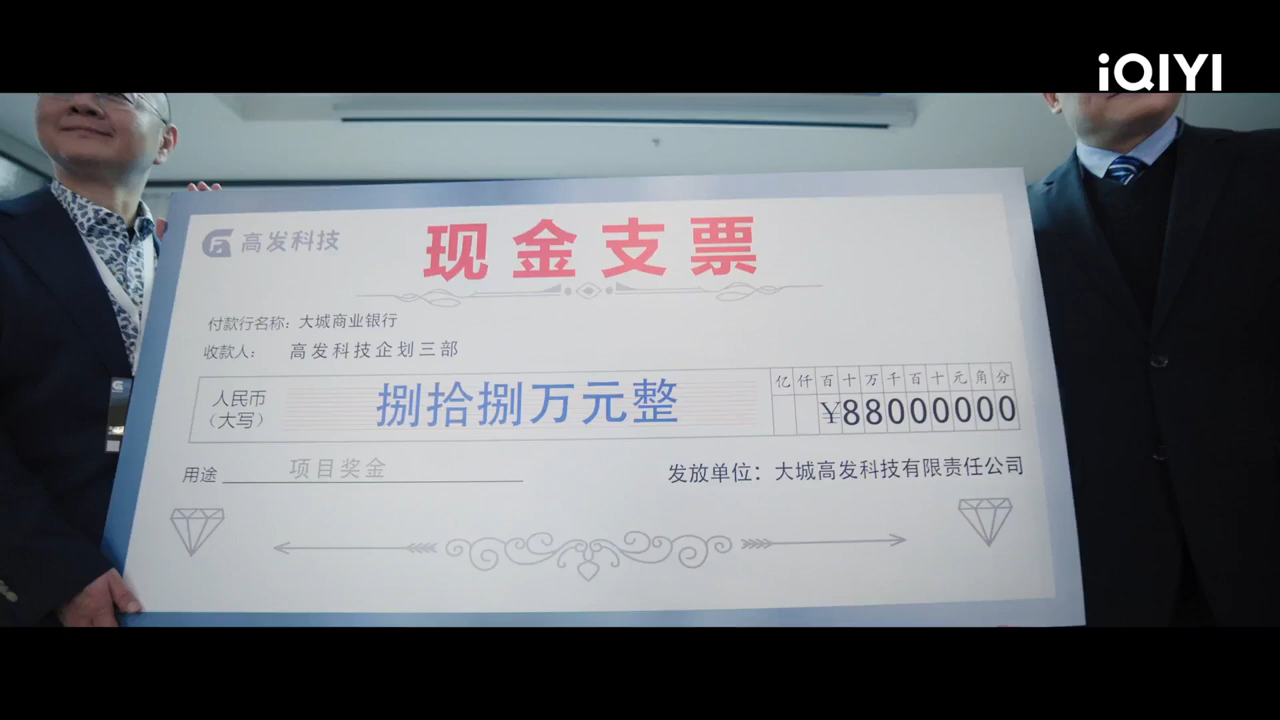 iQIYI
高发科技
现金支票
付款行名称：大城商业银行
收款人： 高发科技企划三部
人民币
（大写）
捌拾捌万元整
亿仟百十万千百十元角分
¥88000000
用途 项目奖金
发放单位：大城高发科技有限责任公司